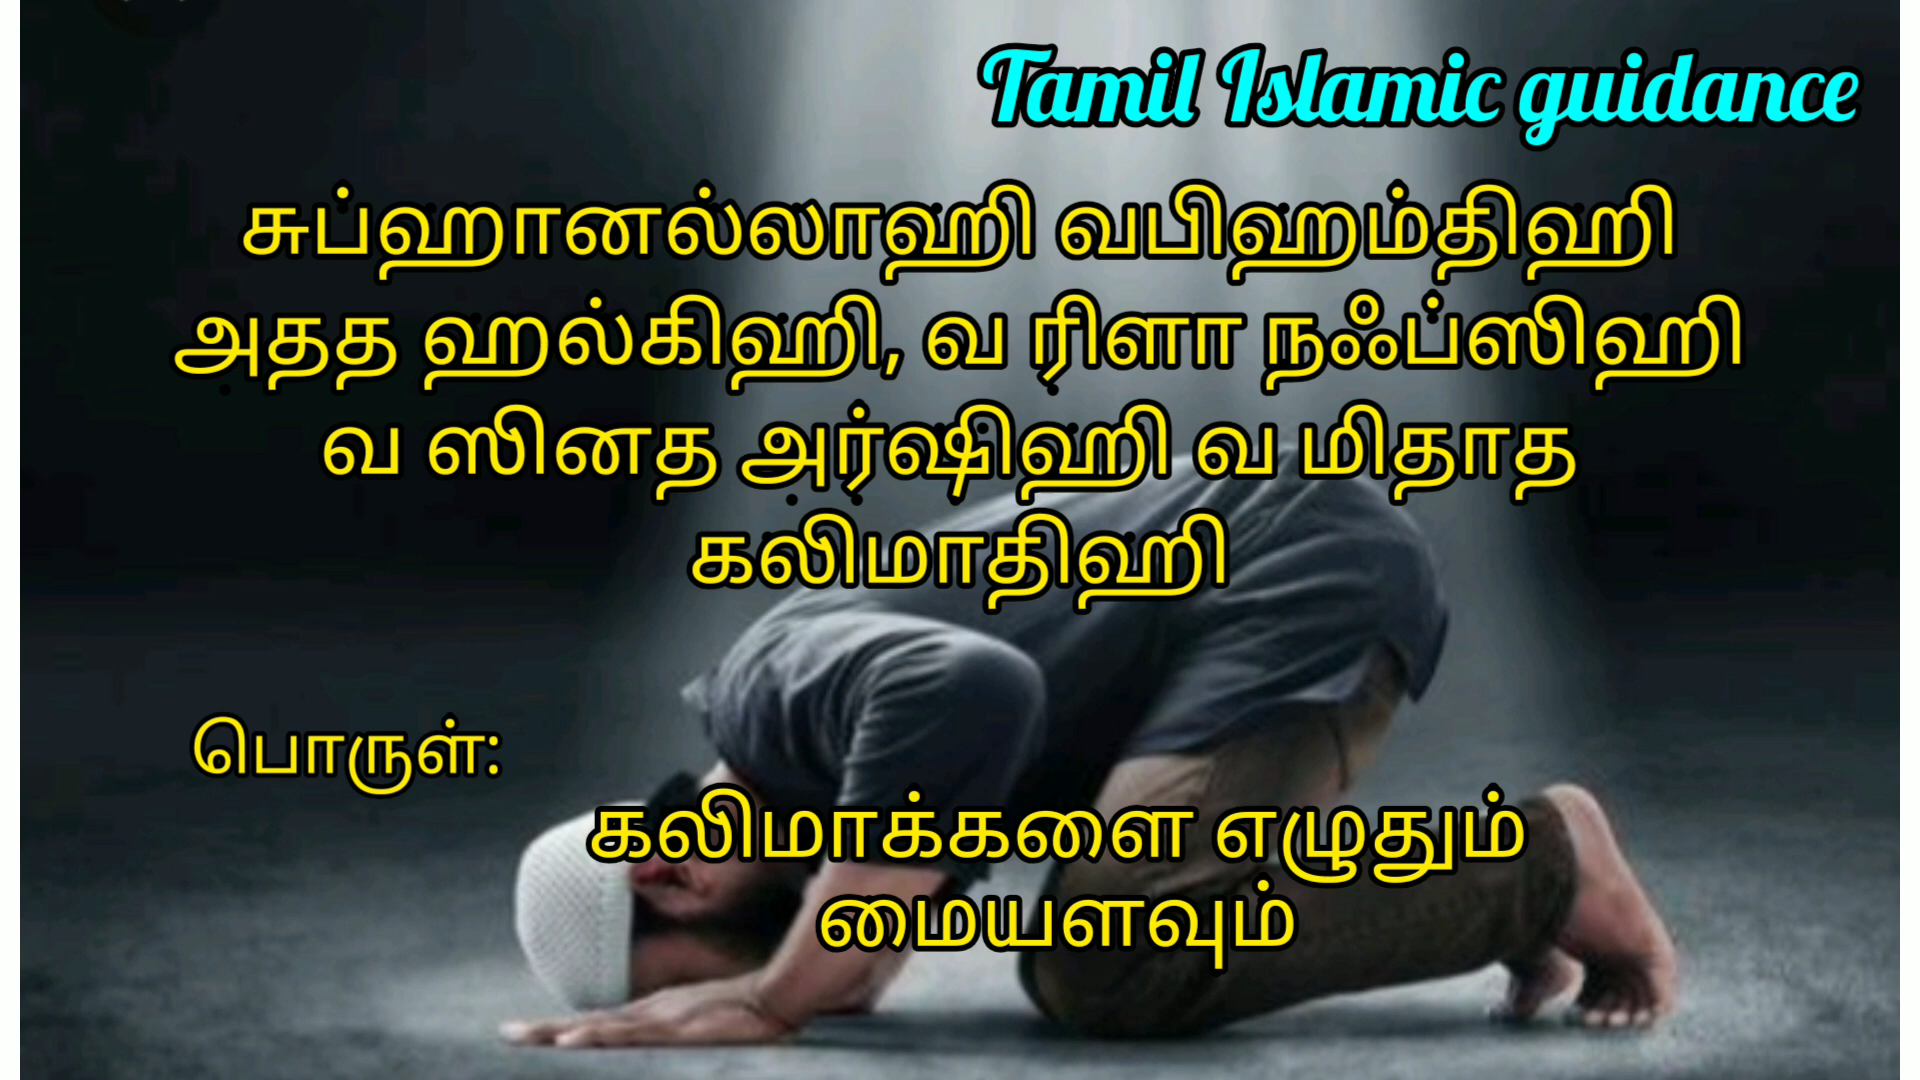 Tamil Islamic guidance
சுப்ஹானல்லாஹி வபிஹம்திஹி
அதத ஹல்கிஹி, வ ரிளா நஃப்ஸிஹி
வ ஸினத அர்ஷிஹி வ மிதாத
கலிமாதிஹி
பொருள்:
கலிமாக்களை எழுதும்
மையளவும்